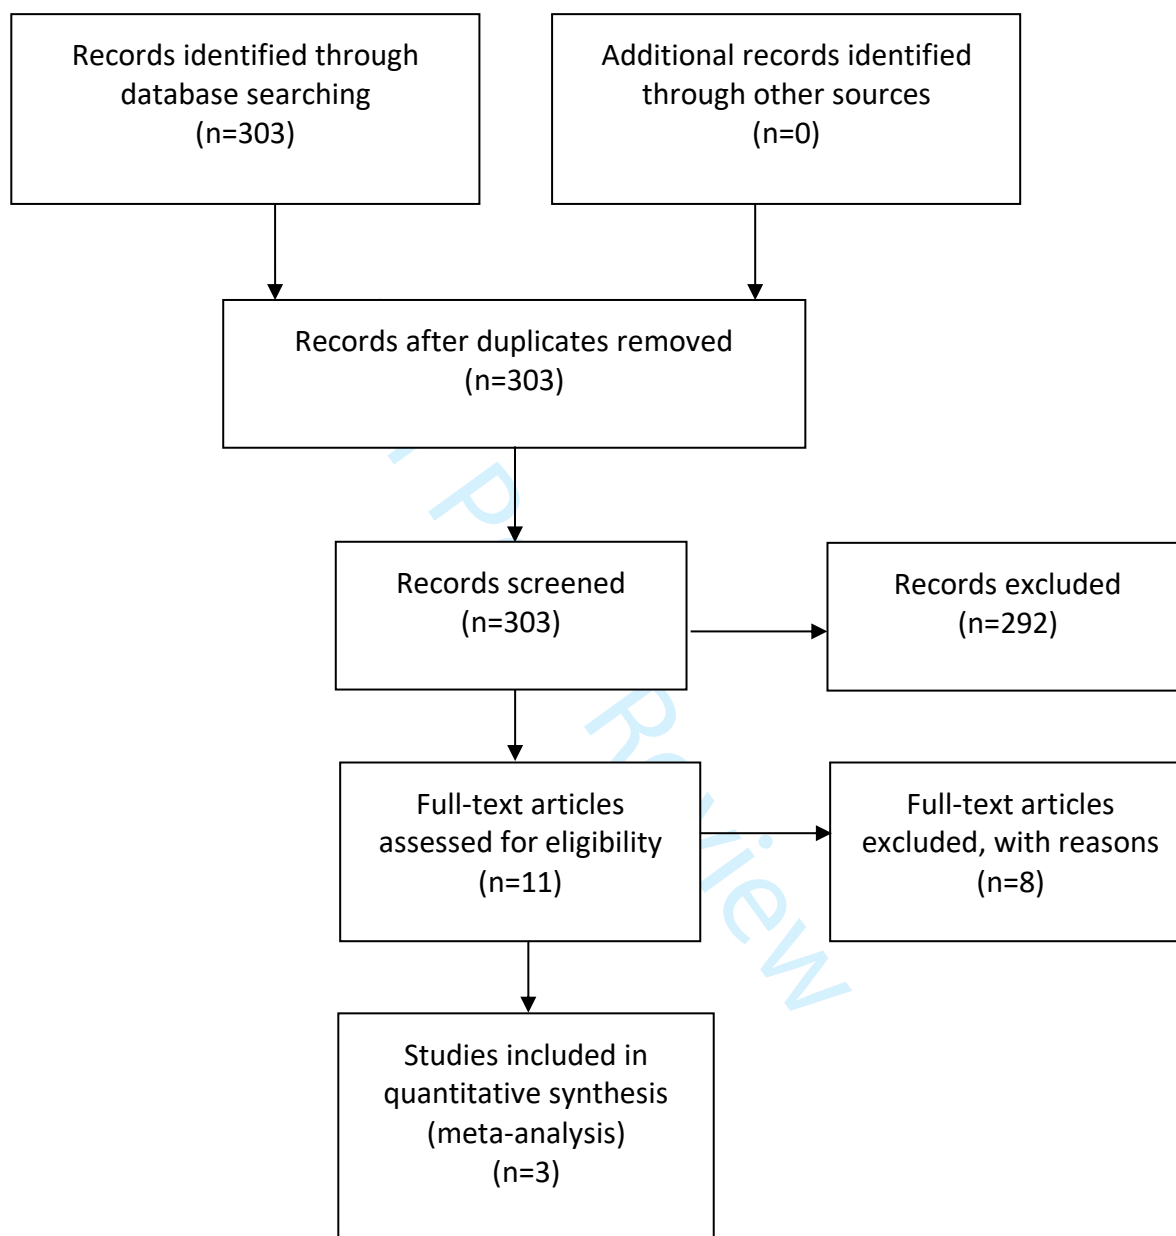 Records identified through
database searching
(n=303)
Additional records identified
through other sources
(n=0)
Records after duplicates removed
(n=303)
Records screened
(n=303)
Records excluded
(n=292)
Full-text articles
assessed for eligibility
(n=11)
Full-text articles
excluded, with reasons
(n=8)
Studies included in
quantitative synthesis
(meta-analysis)
(n=3)
Review